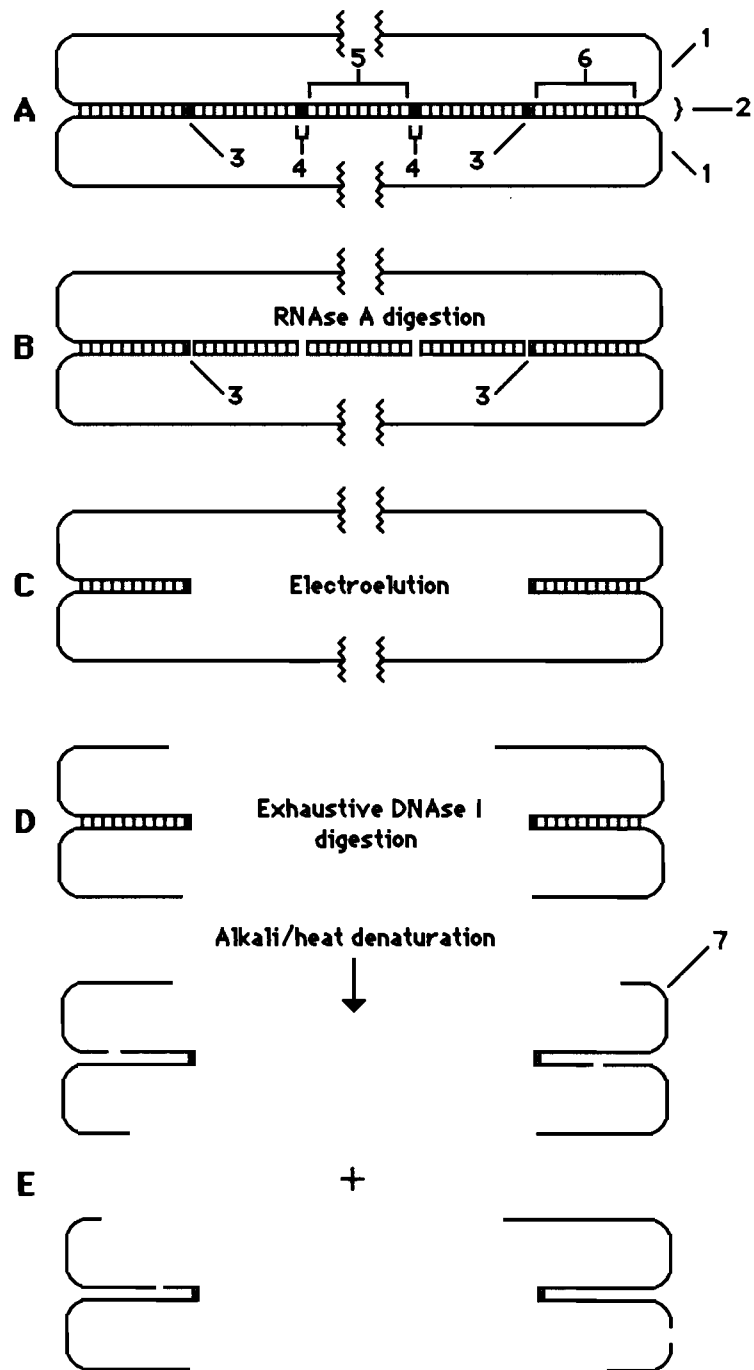 1
5
6
A
2
3
4
4
3
1
RNAse A digestion
B
3
3
C
Electroelution
D
Exhaustive DNAse I
digestion
Alkali/heat denaturation
7
E
+